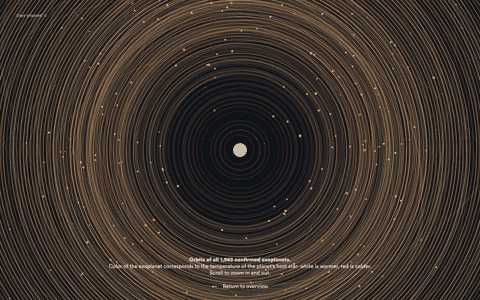 Orbits of all 1,942 confirmed exoplanets.
Color of the exoplanet corresponds to the temperature of the planet's host star: white is warmer, red is colder.
Scroll to zoom in and out.
← Return to overview